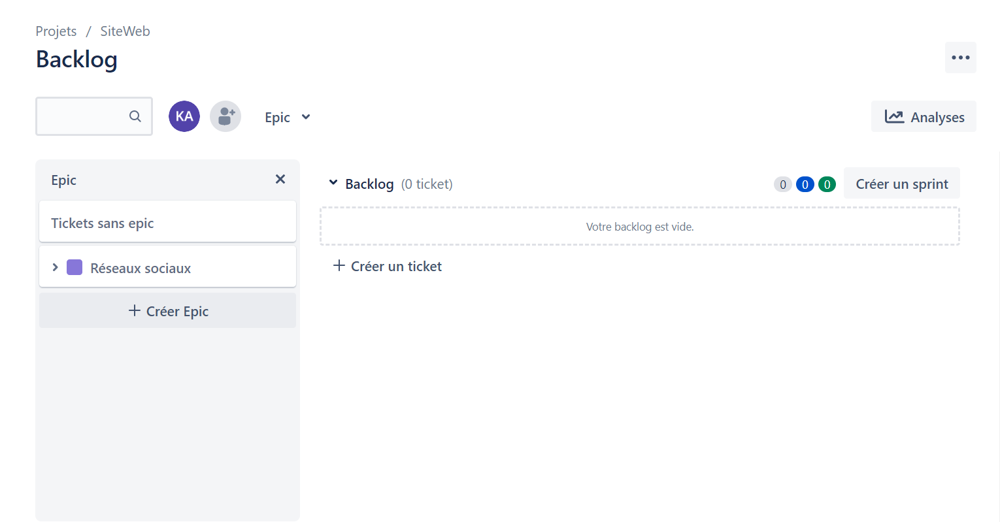 Projets / SiteWeb
Backlog
KA
Epic
Analyses
Epic
Tickets sans epic
Réseaux sociaux
+ Créer Epic
Backlog (0 ticket)
0 0 0
Créer un sprint
Votre backlog est vide.
+ Créer un ticket